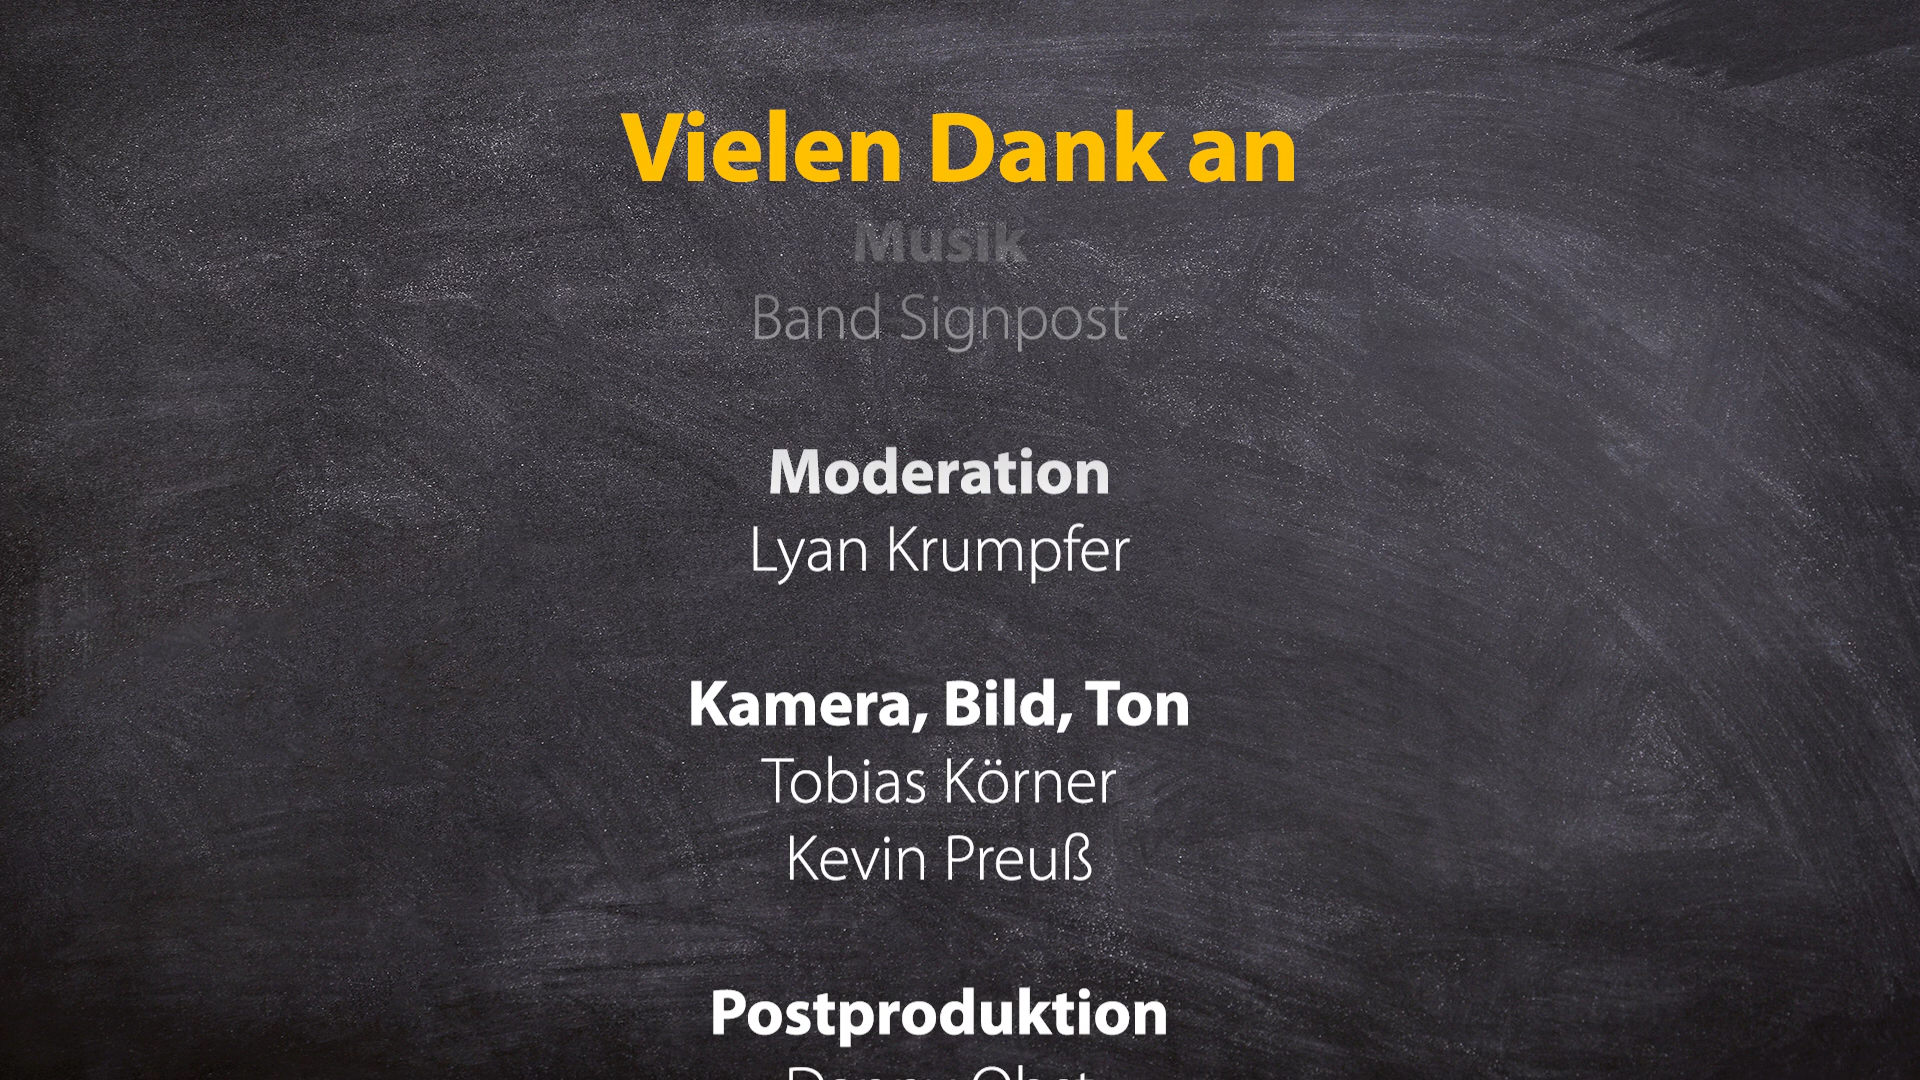 Vielen Dank an
Musik
Band Signpost
Moderation
Lyan Krumpfer
Kamera, Bild, Ton
Tobias Körner
Kevin Preuß
Postproduktion